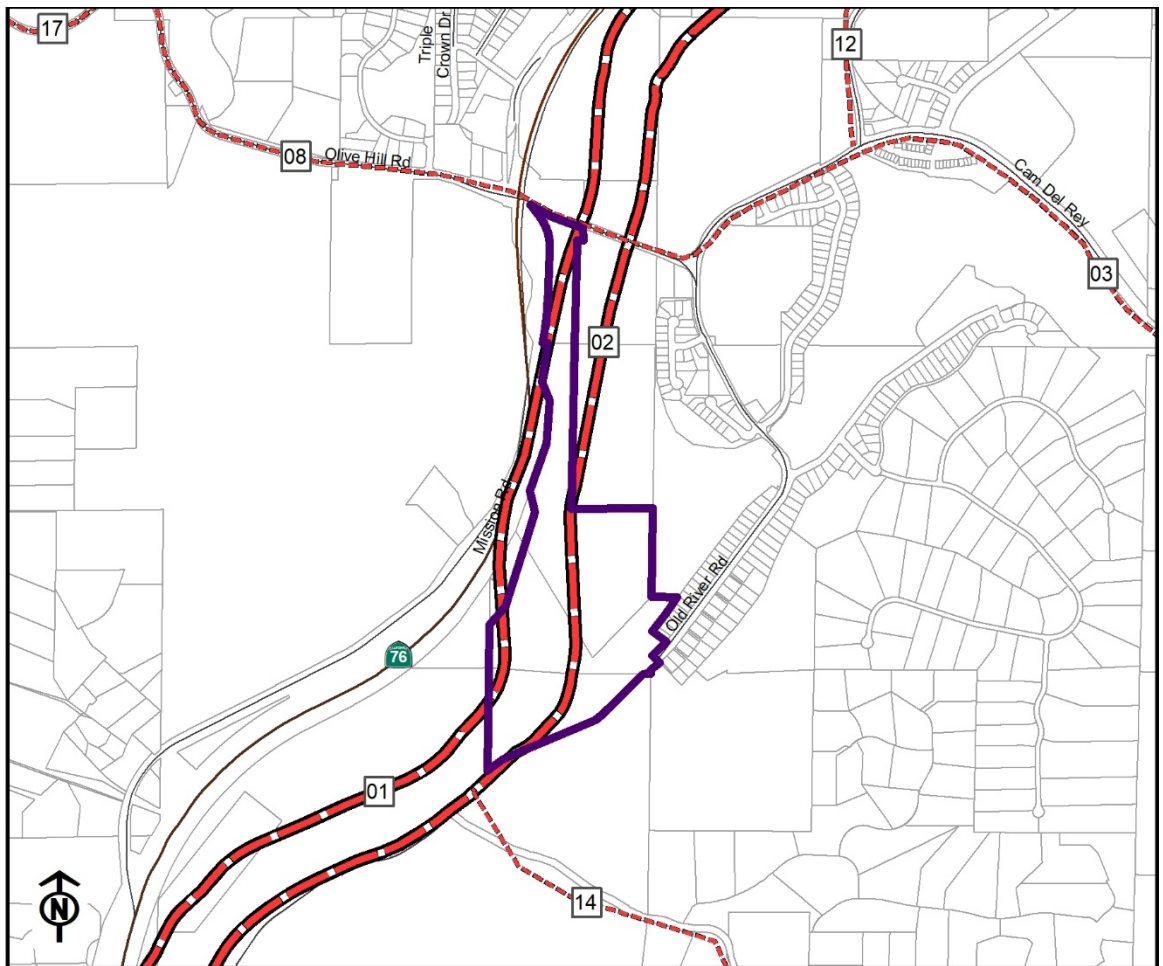 17
Triple
Crown Dr
12
08
Olive Hill Rd
Cam Del Rey
03
02
Mission Rd
Old River Rd
76
01
14
N